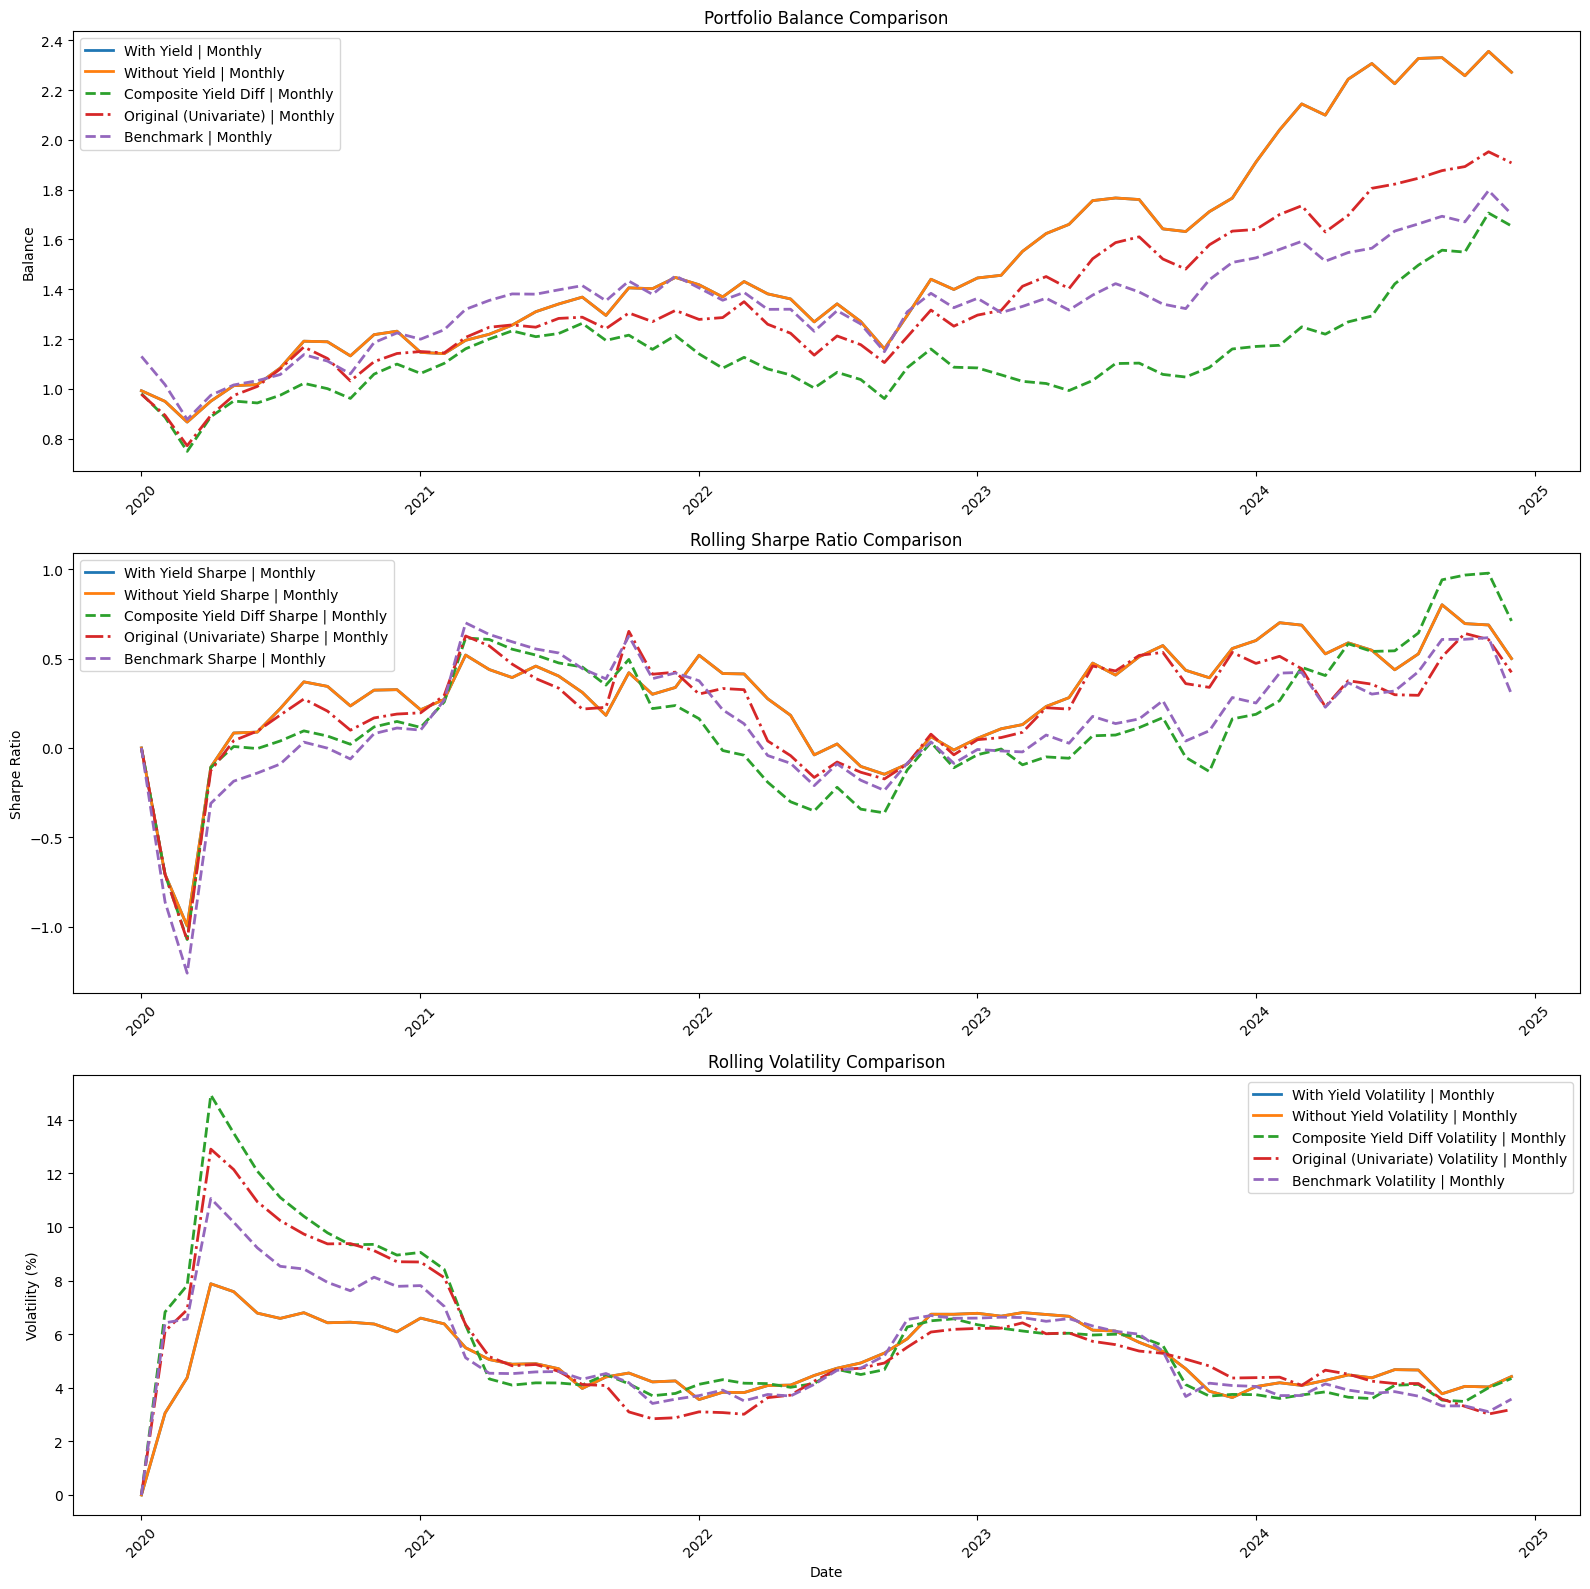 Portfolio Balance Comparison
With Yield | Monthly
Without Yield | Monthly
Composite Yield Diff | Monthly
Original (Univariate) | Monthly
Benchmark | Monthly
Balance
2.4
2.2
2.0
1.8
1.6
1.4
1.2
1.0
0.8
2020
2021
2022
2023
2024
2025
Rolling Sharpe Ratio Comparison
With Yield Sharpe | Monthly
Without Yield Sharpe | Monthly
Composite Yield Diff Sharpe | Monthly
Original (Univariate) Sharpe | Monthly
Benchmark Sharpe | Monthly
Sharpe Ratio
1.0
0.5
0.0
−0.5
−1.0
2020
2021
2022
2023
2024
2025
Rolling Volatility Comparison
With Yield Volatility | Monthly
Without Yield Volatility | Monthly
Composite Yield Diff Volatility | Monthly
Original (Univariate) Volatility | Monthly
Benchmark Volatility | Monthly
Volatility (%)
14
12
10
8
6
4
2
0
2020
2021
2022
2023
2024
2025
Date